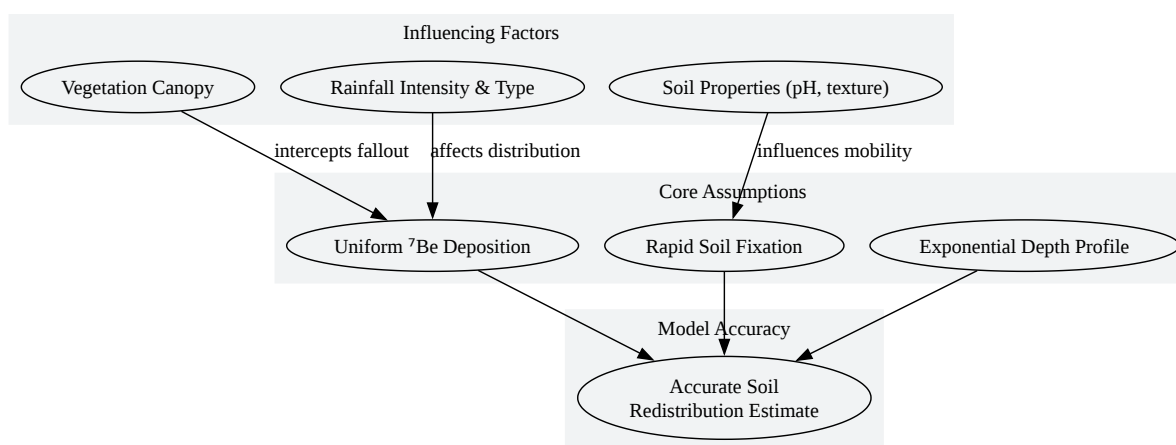 Influencing Factors
Vegetation Canopy
Rainfall Intensity & Type
Soil Properties (pH, texture)
intercepts fallout
affects distribution
influences mobility
Core Assumptions
Uniform ⁷Be Deposition
Rapid Soil Fixation
Exponential Depth Profile
Model Accuracy
Accurate Soil
Redistribution Estimate